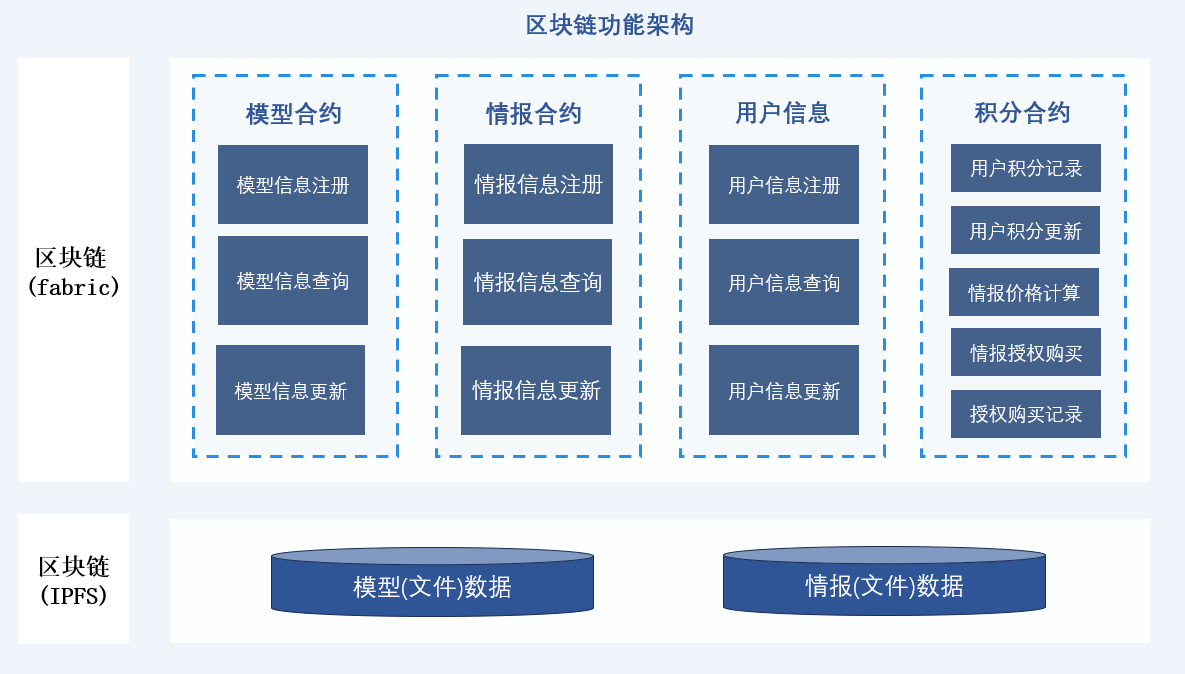 区块链功能架构
区块链
(fabric)
模型合约
模型信息注册
模型信息查询
模型信息更新
情报合约
情报信息注册
情报信息查询
情报信息更新
用户信息
用户信息注册
用户信息查询
用户信息更新
积分合约
用户积分记录
用户积分更新
情报价格计算
情报授权购买
授权购买记录
区块链
(IPFS)
模型(文件)数据
情报(文件)数据